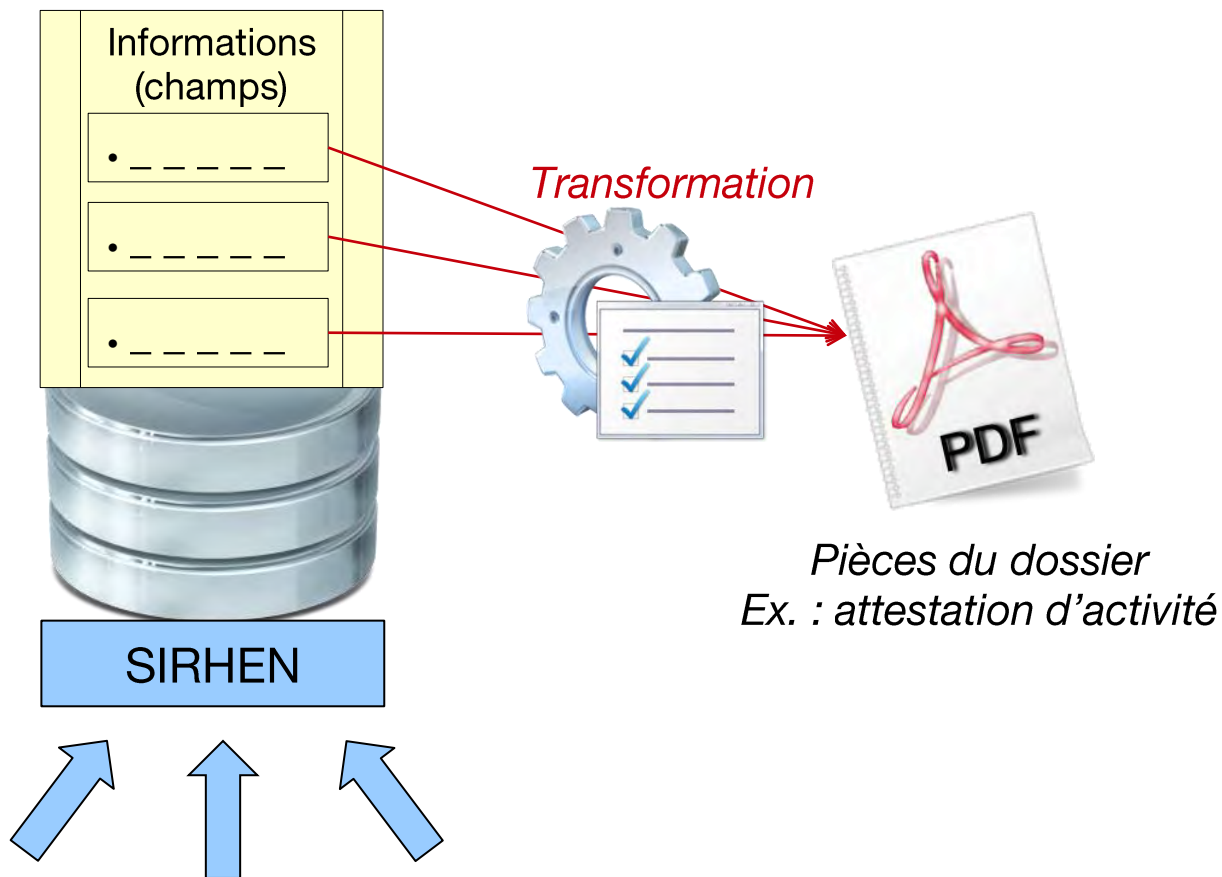 Informations
(champs)
• _ _ _ _ _
• _ _ _ _ _
• _ _ _ _ _
Transformation
PDF
Pièces du dossier
Ex. : attestation d’activité
SIRHEN